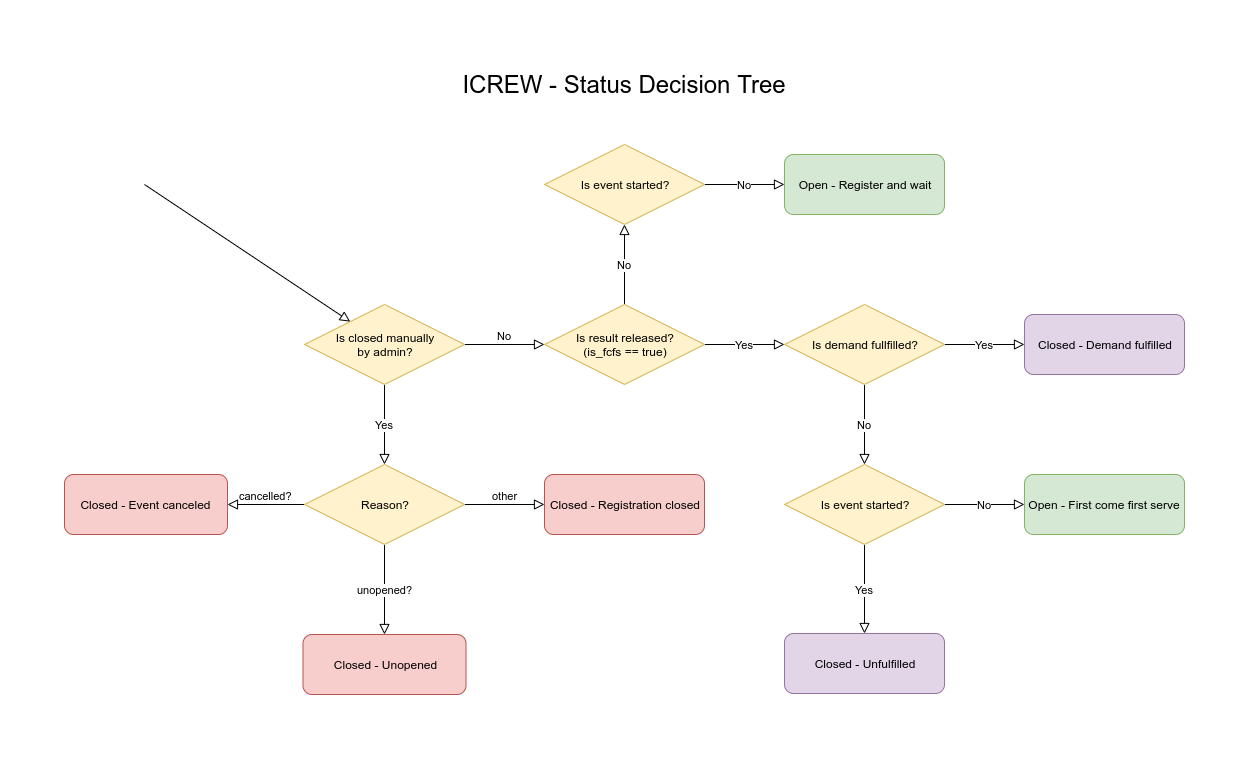 ICREW - Status Decision Tree
Is event started?
No
Open - Register and wait
No
Is closed manually
by admin?
No
Is result released?
(is_fcfs == true)
Yes
Is demand fullfilled?
Yes
Closed - Demand fulfilled
Yes
No
Closed - Event canceled
cancelled?
Reason?
other
Closed - Registration closed
Is event started?
No
Open - First come first serve
unopened?
Yes
Closed - Unopened
Closed - Unfulfilled